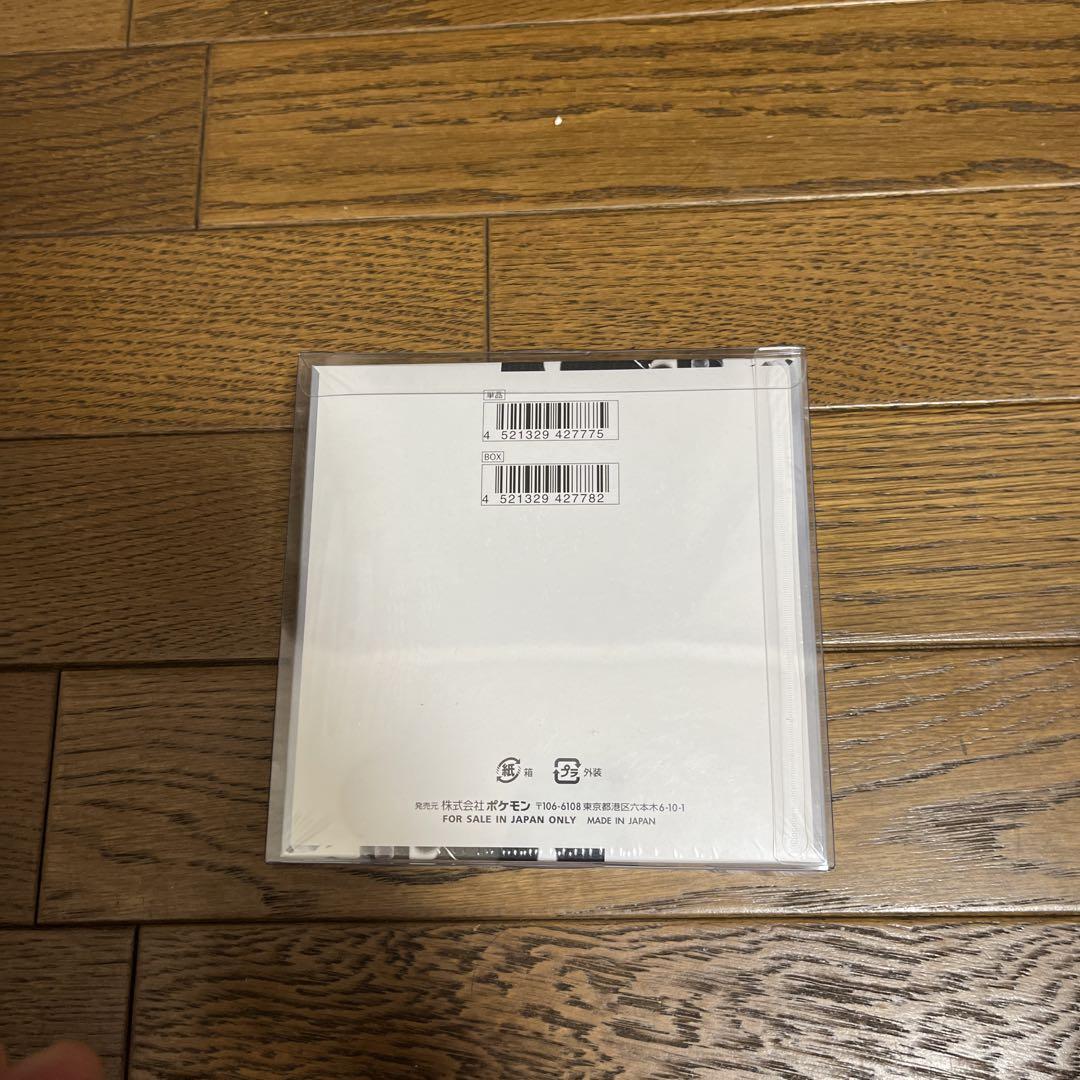 単品
4 521329 427775
BOX
4 521329 427782
紙 箱 プラ 外装
発売元 株式会社ポケモン 〒106-6108 東京都港区六本木6-10-1
FOR SALE IN JAPAN ONLY MADE IN JAPAN